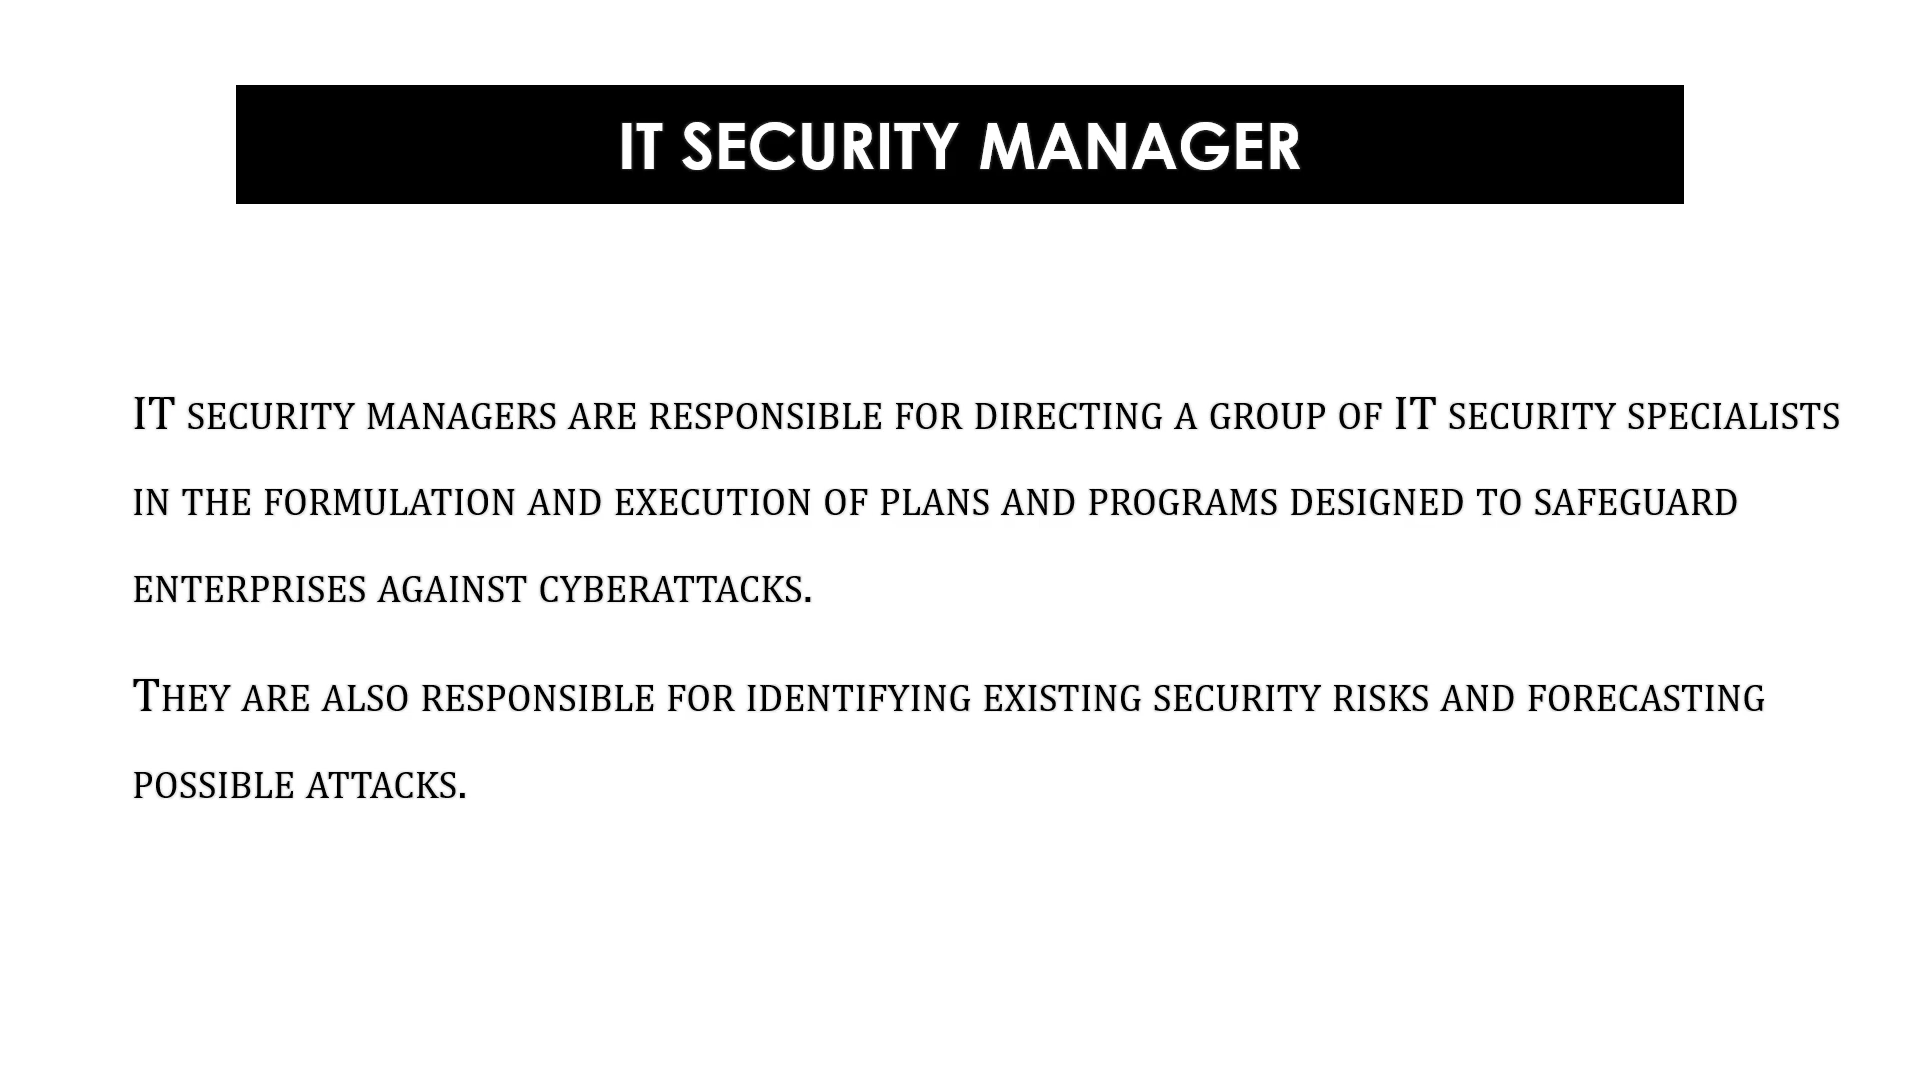 IT SECURITY MANAGER
IT SECURITY MANAGERS ARE RESPONSIBLE FOR DIRECTING A GROUP OF IT SECURITY SPECIALISTS
IN THE FORMULATION AND EXECUTION OF PLANS AND PROGRAMS DESIGNED TO SAFEGUARD
ENTERPRISES AGAINST CYBERATTACKS.
THEY ARE ALSO RESPONSIBLE FOR IDENTIFYING EXISTING SECURITY RISKS AND FORECASTING
POSSIBLE ATTACKS.